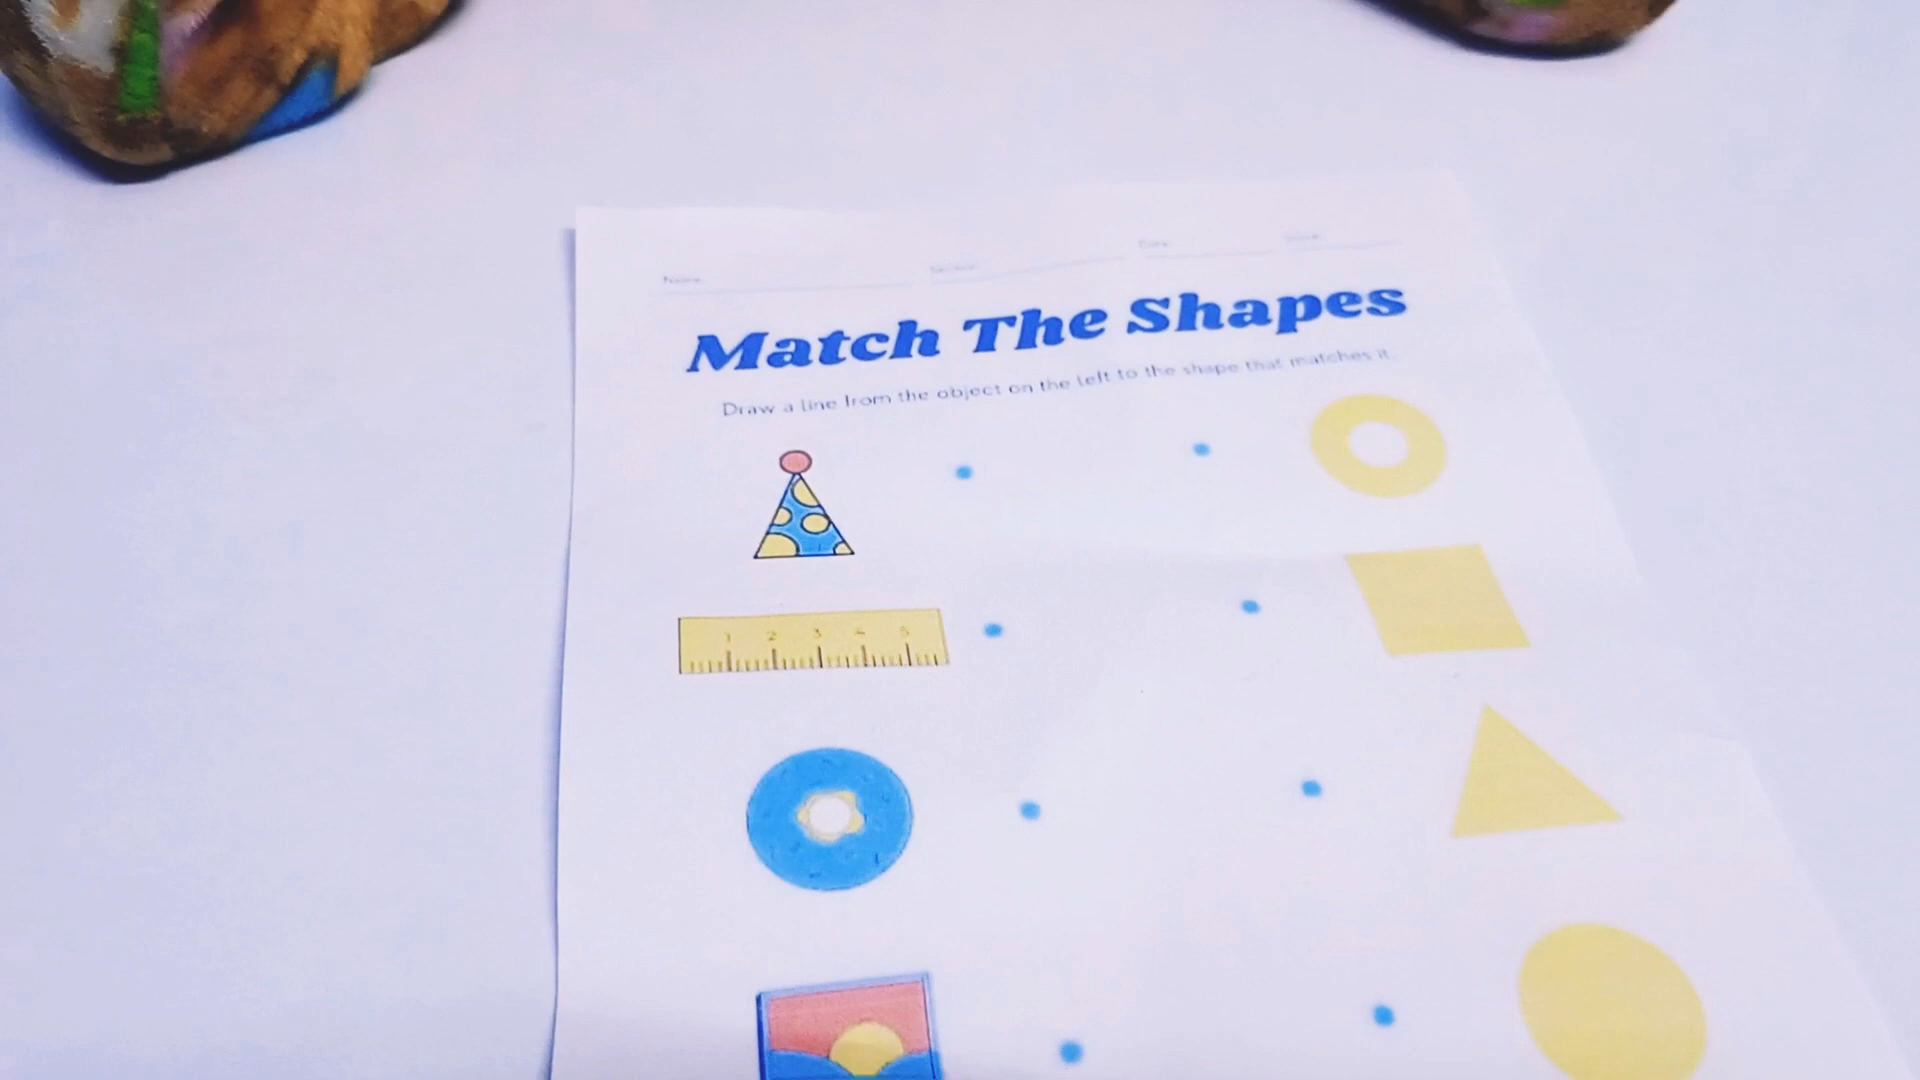 Name:
Match The Shapes
Draw a line from the object on the left to the shape that matches it.
1 2 3 4 5